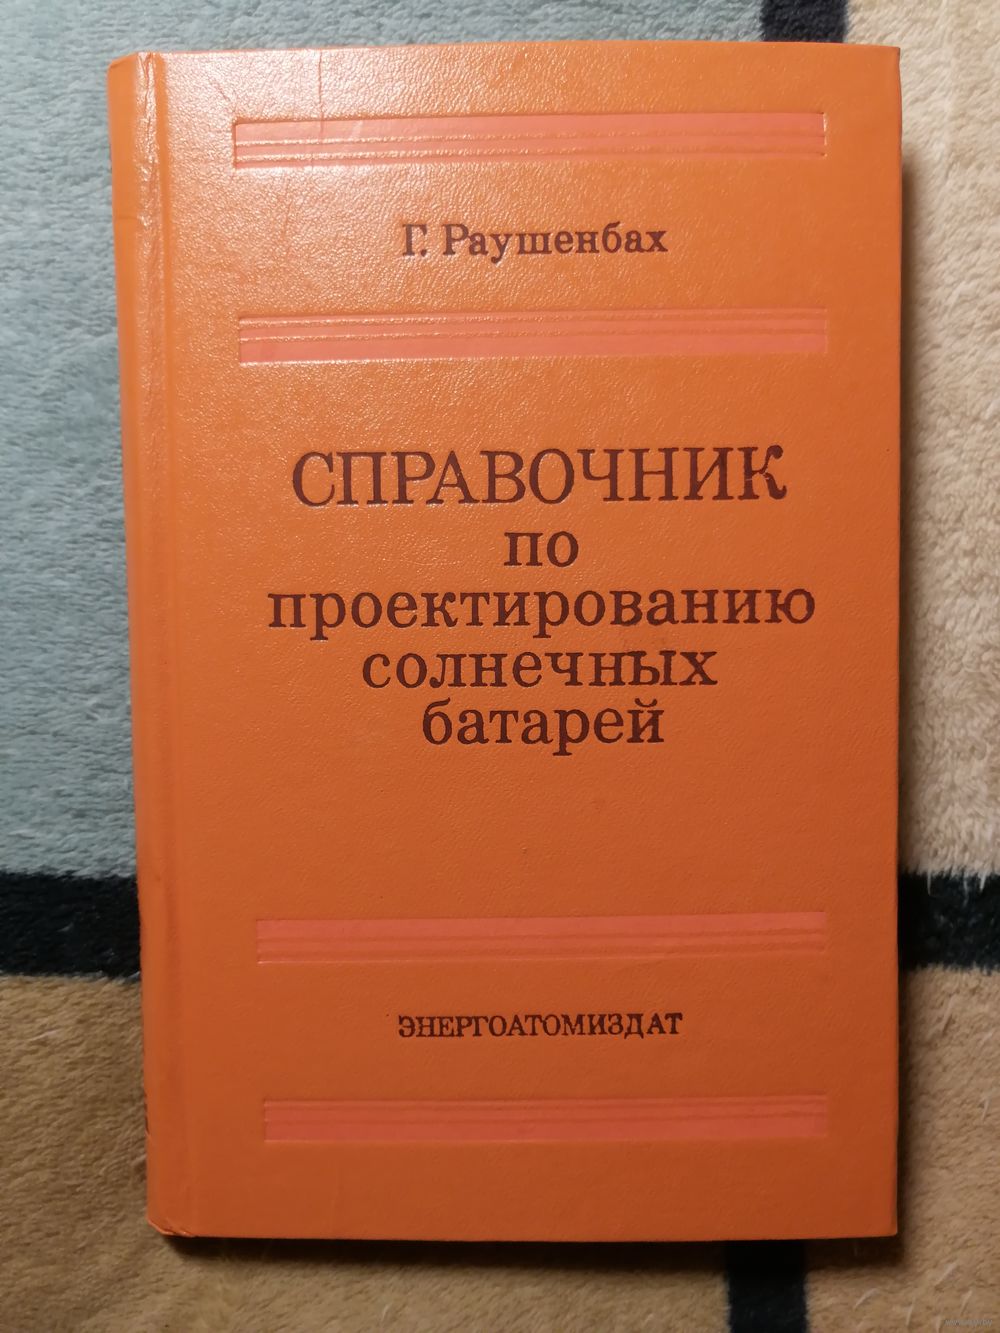 Г. Раушенбах
СПРАВОЧНИК
по
проектированию
солнечных
батарей
ЭНЕРГОАТОМИЗДАТ